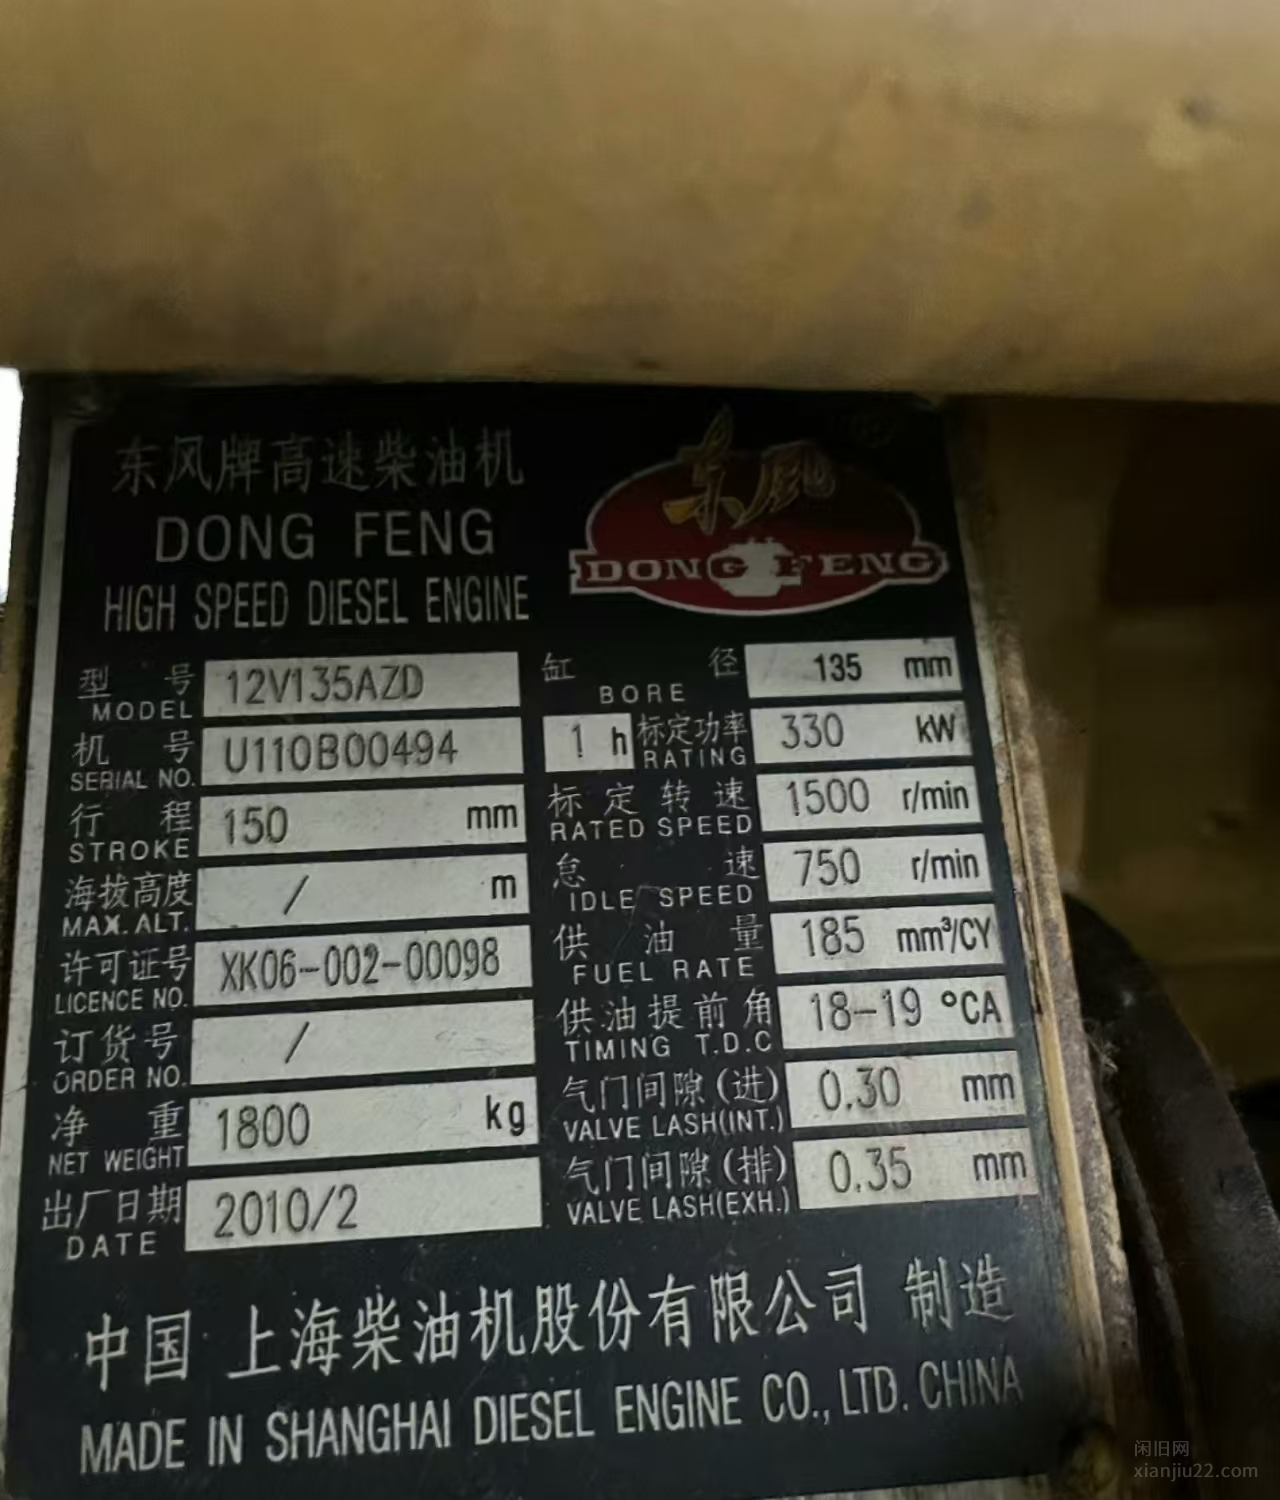 东风牌高速柴油机
DONG FENG
HIGH SPEED DIESEL ENGINE
东风
DONG FENG
型号 12V135AZD
MODEL
机号 U110B00494
SERIAL NO.
行程 150 mm
STROKE
海拔高度 / m
MAX. ALT.
许可证号 XK06-002-00098
LICENCE NO.
订货号 /
ORDER NO.
净重 1800 kg
NET WEIGHT
出厂日期 2010/2
DATE
缸径 135 mm
BORE
1 h 标定功率 330 kW
RATING
标定转速 1500 r/min
RATED SPEED
怠速 750 r/min
IDLE SPEED
供油量 185 mm³/CY
FUEL RATE
供油提前角 18-19 °CA
TIMING T.D.C
气门间隙(进) 0.30 mm
VALVE LASH(INT.)
气门间隙(排) 0.35 mm
VALVE LASH(EXH.)
中国 上海柴油机股份有限公司 制造
MADE IN SHANGHAI DIESEL ENGINE CO., LTD. CHINA
闲旧网
xianjiu22.com